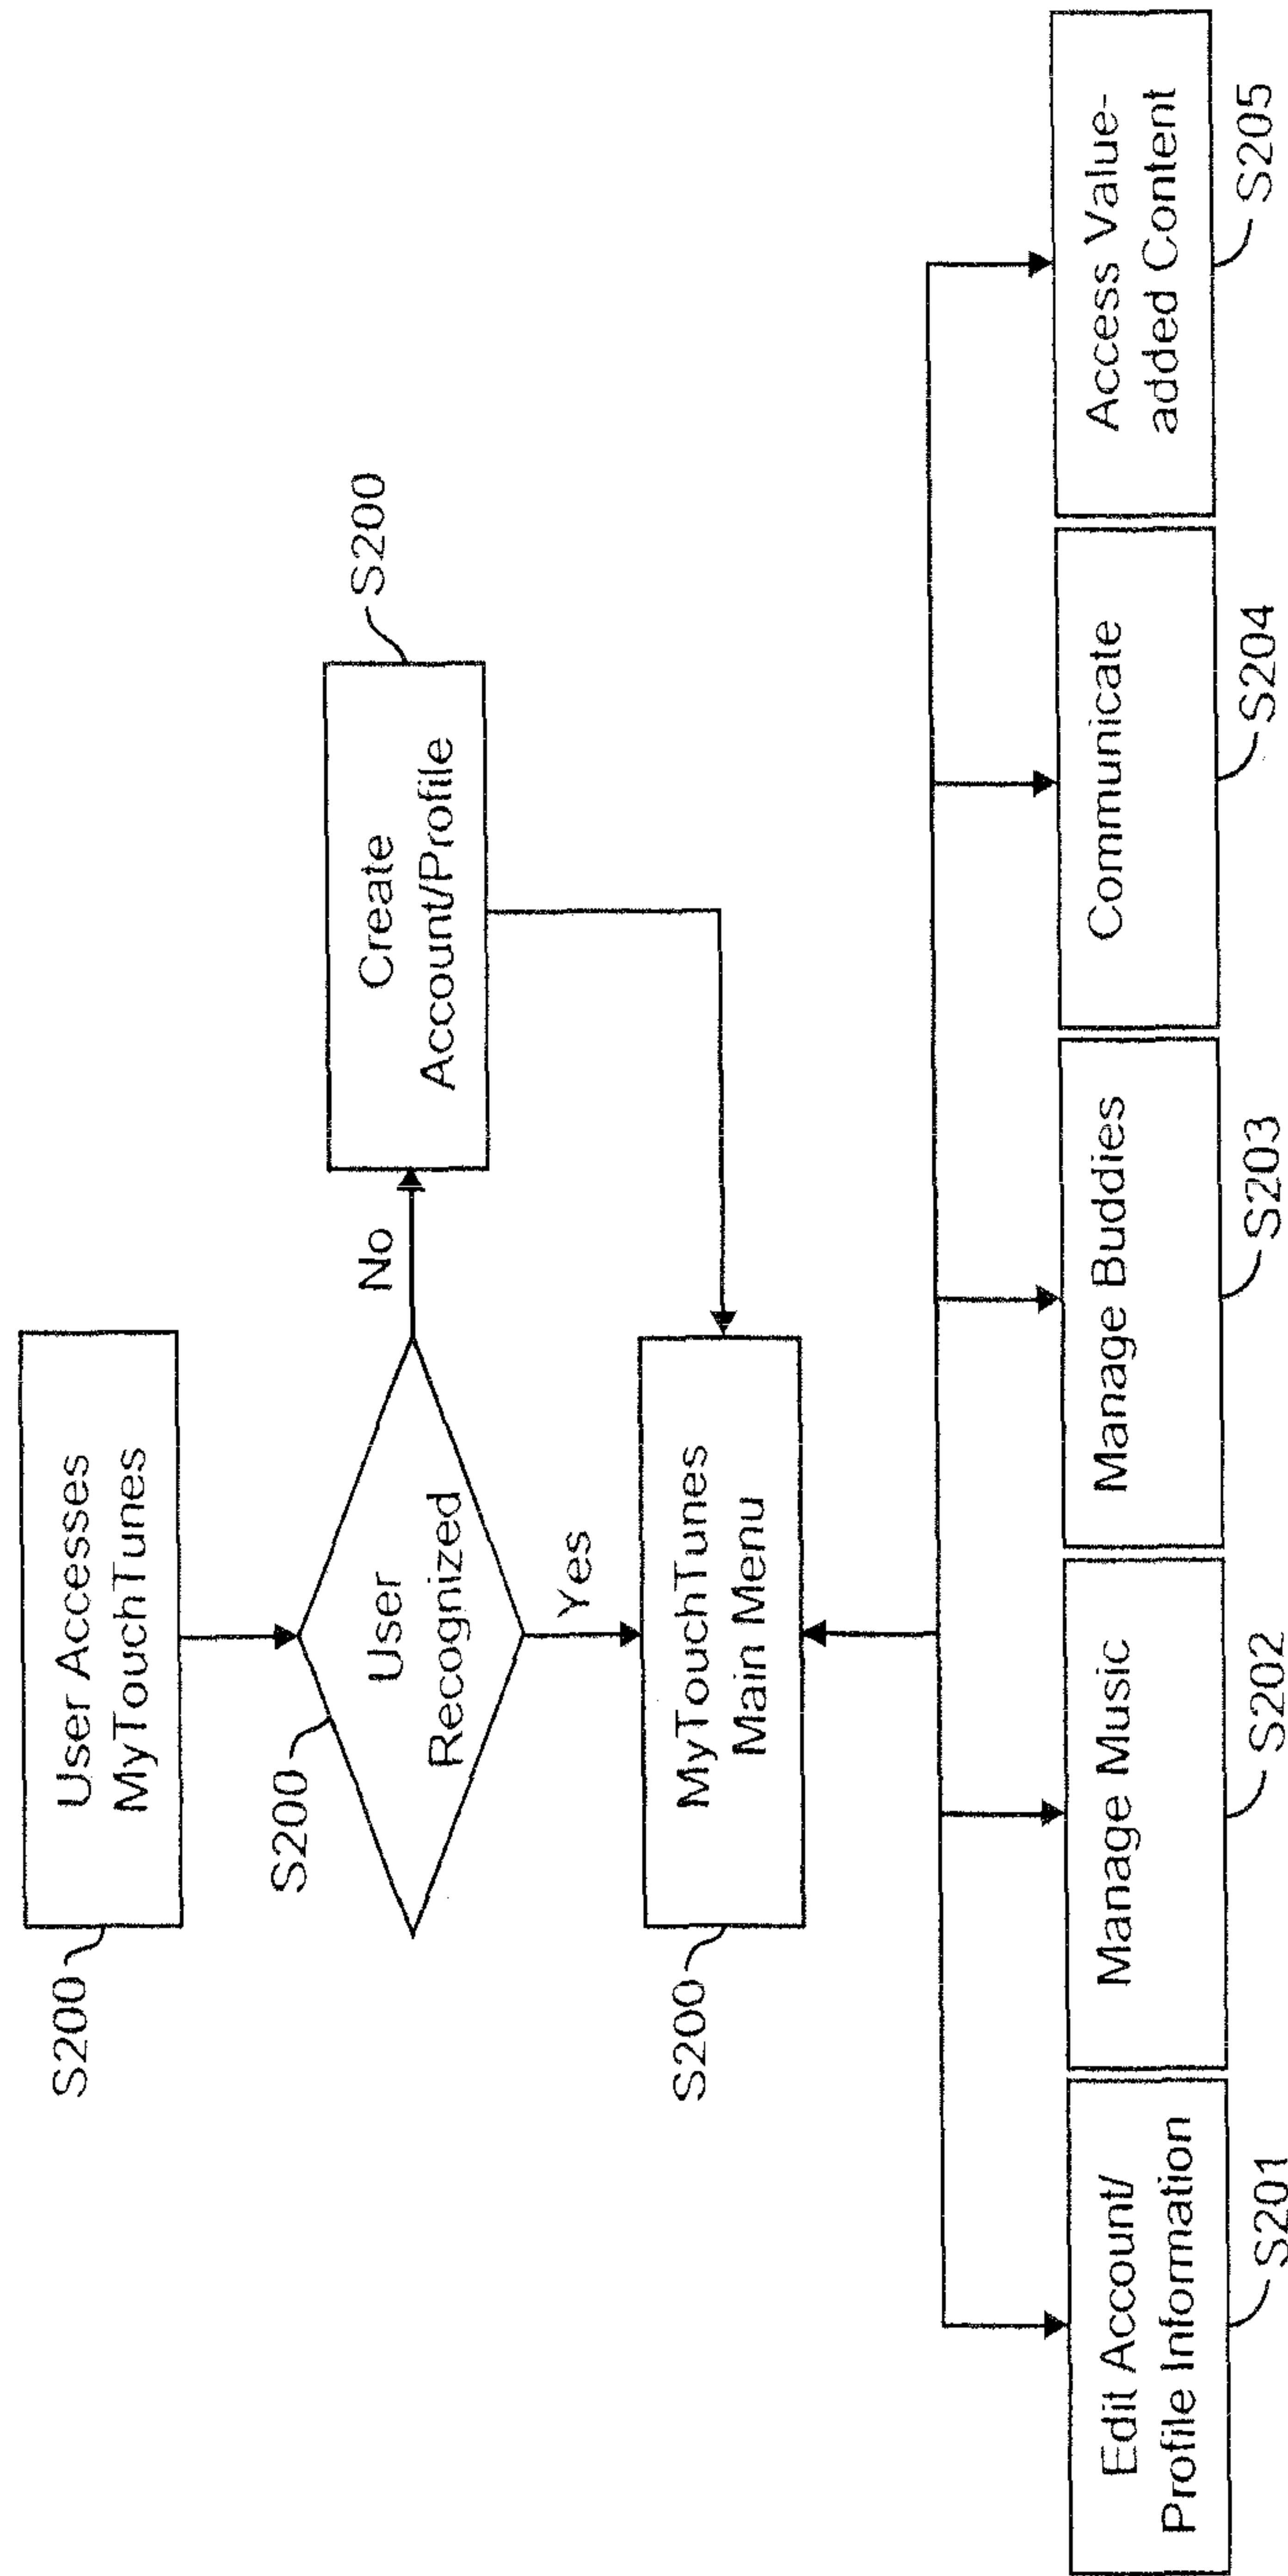 User Accesses
MyTouchTunes
S200
User
Recognized
S200
No
Create
Account/Profile
S200
Yes
MyTouchTunes
Main Menu
S200
Edit Account/
Profile Information
S201
Manage Music
S202
Manage Buddies
S203
Communicate
S204
Access Value-
added Content
S205